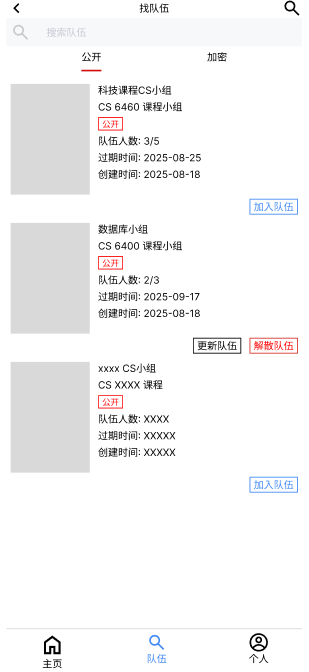 找队伍
搜索队伍
公开 加密
科技课程CS小组
CS 6460 课程小组
公开
队伍人数: 3/5
过期时间: 2025-08-25
创建时间: 2025-08-18
加入队伍
数据库小组
CS 6400 课程小组
公开
队伍人数: 2/3
过期时间: 2025-09-17
创建时间: 2025-08-18
更新队伍 解散队伍
xxxx CS小组
CS XXXX 课程
公开
队伍人数: XXXX
过期时间: XXXXX
创建时间: XXXXX
加入队伍
主页 队伍 个人